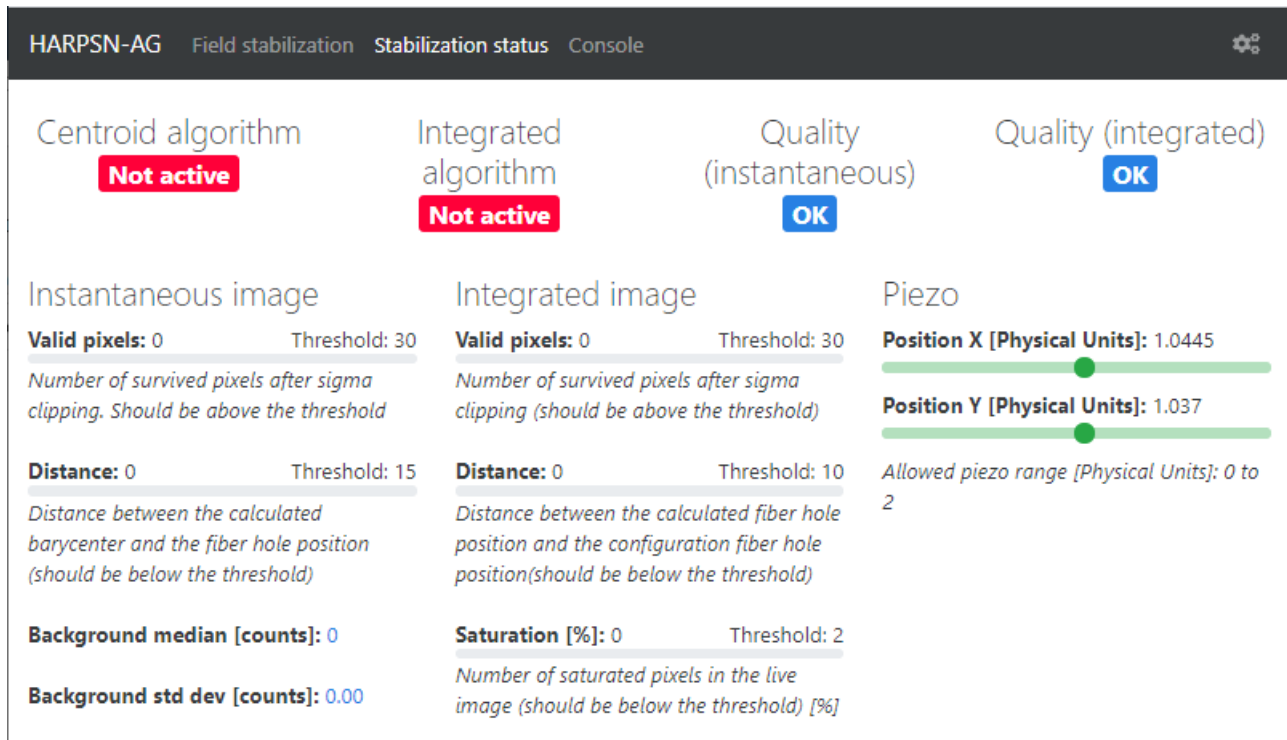 HARPSN-AG Field stabilization Stabilization status Console
Centroid algorithm
Not active
Integrated
algorithm
Not active
Quality
(instantaneous)
OK
Quality (integrated)
OK
Instantaneous image
Valid pixels: 0 Threshold: 30
Number of survived pixels after sigma
clipping. Should be above the threshold
Distance: 0 Threshold: 15
Distance between the calculated
barycenter and the fiber hole position
(should be below the threshold)
Background median [counts]: 0
Background std dev [counts]: 0.00
Integrated image
Valid pixels: 0 Threshold: 30
Number of survived pixels after sigma
clipping (should be above the threshold)
Distance: 0 Threshold: 10
Distance between the calculated fiber hole
position and the configuration fiber hole
position(should be below the threshold)
Saturation [%]: 0 Threshold: 2
Number of saturated pixels in the live
image (should be below the threshold) [%]
Piezo
Position X [Physical Units]: 1.0445
Position Y [Physical Units]: 1.037
Allowed piezo range [Physical Units]: 0 to
2